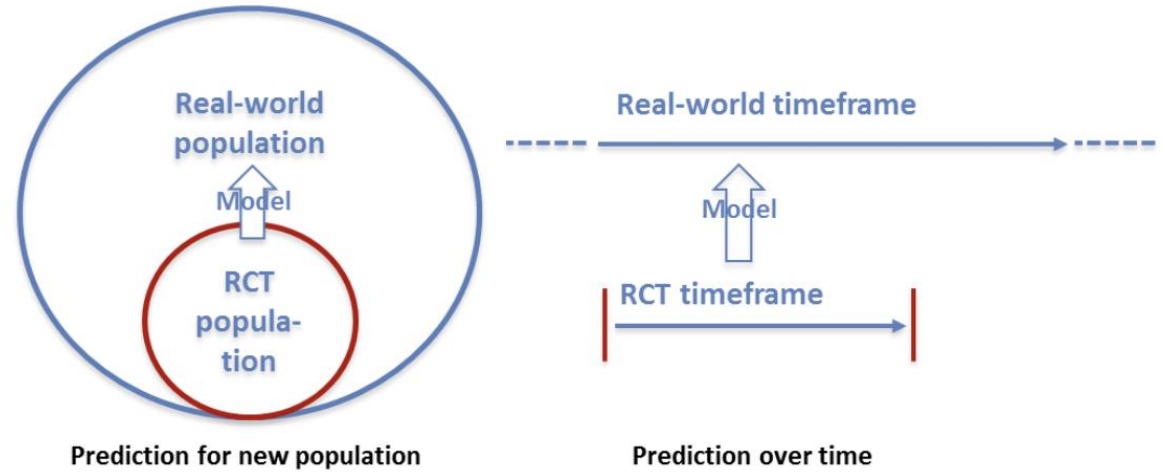 Real-world
population
Model
RCT
popula-
tion
Prediction for new population
Real-world timeframe
Model
RCT timeframe
Prediction over time